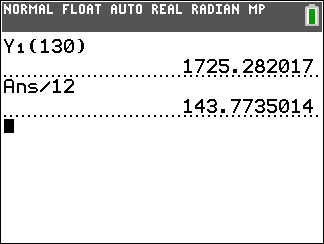 NORMAL FLOAT AUTO REAL RADIAN MP
Y₁(130)
1725.282017
Ans/12
143.7735014